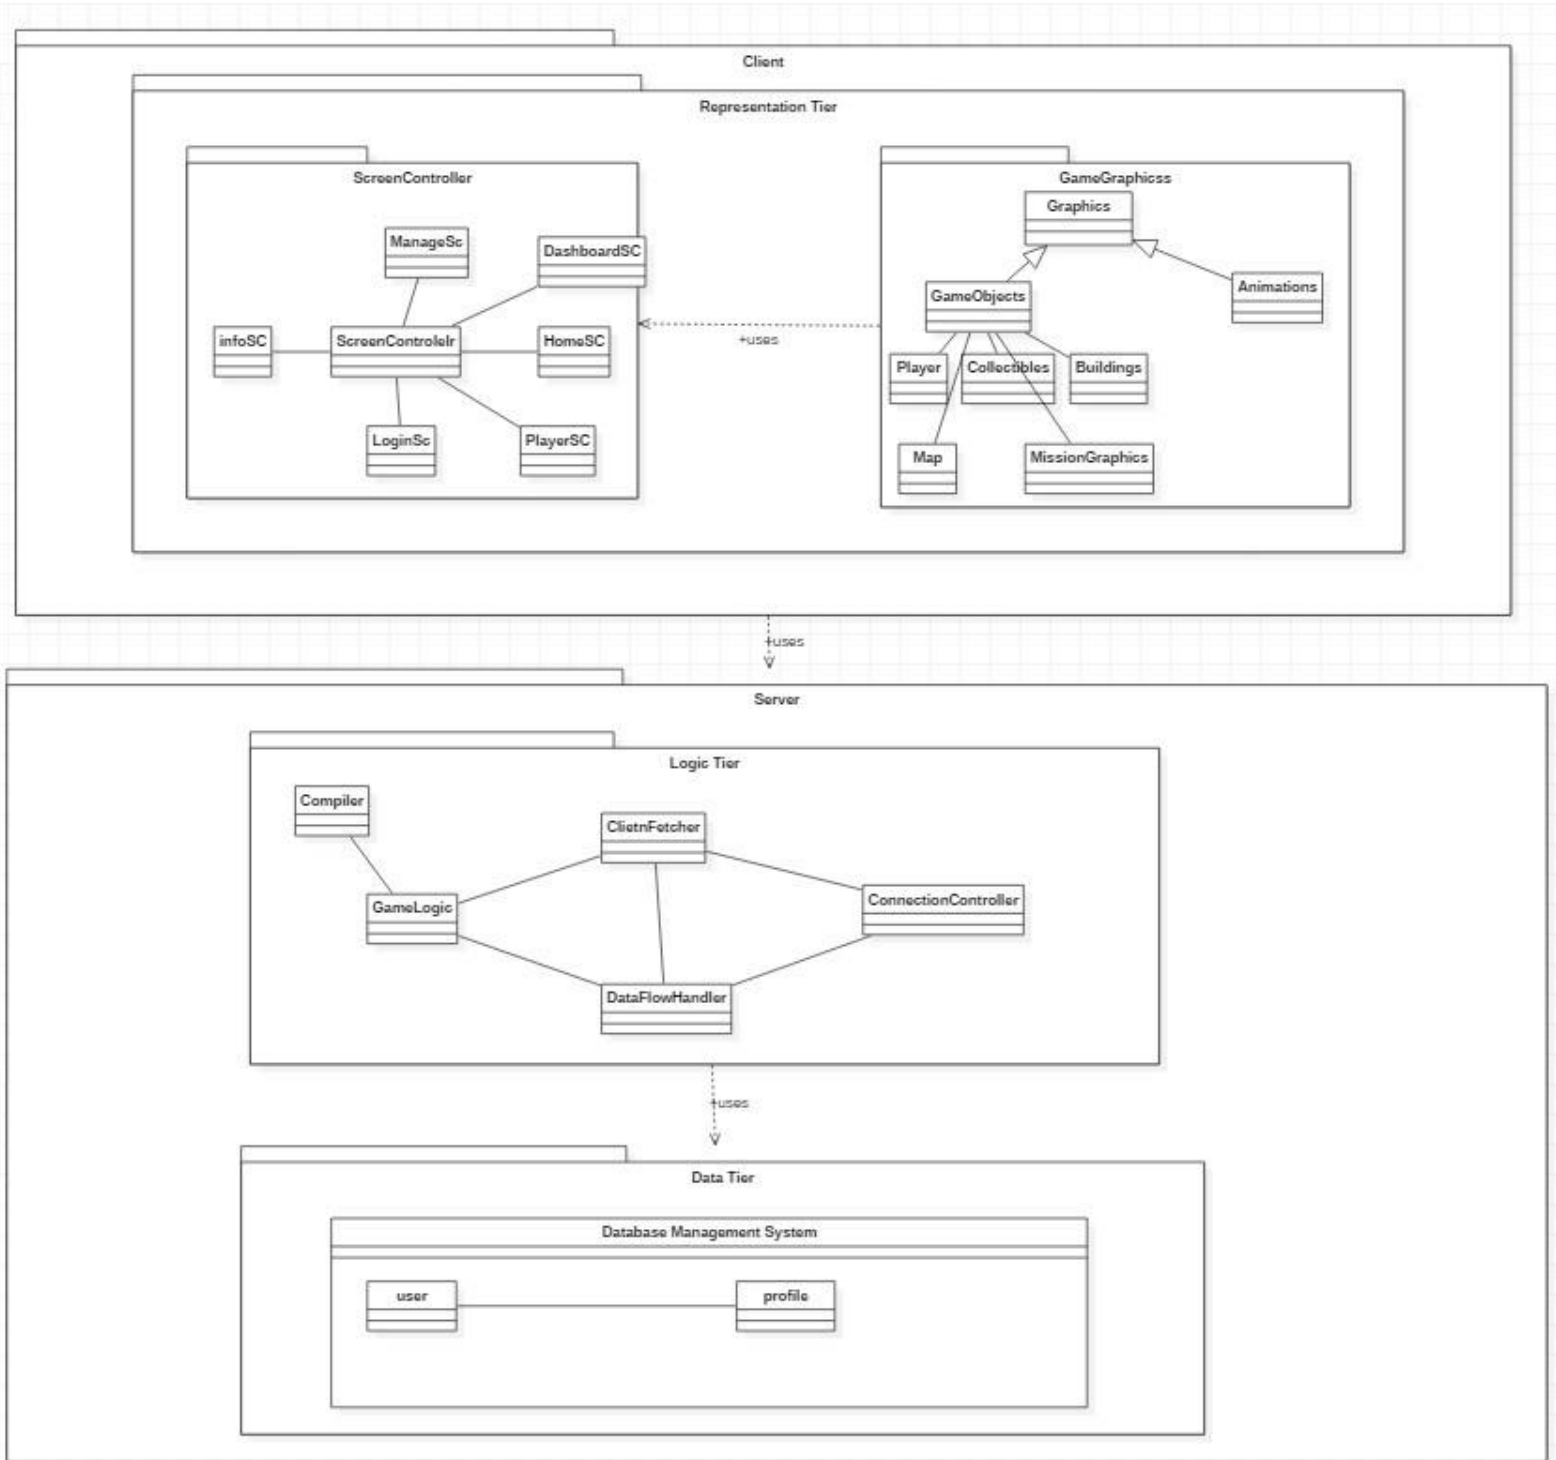 Client
Representation Tier
ScreenController
GameGraphicss
Graphics
ManageSc
DashboardSC
Animations
GameObjects
infoSC
ScreenControlelr
HomeSC
+uses
Player
Collectibles
Buildings
LoginSc
PlayerSC
Map
MissionGraphics
+uses
Server
Logic Tier
Compiler
ClietnFetcher
ConnectionController
GameLogic
DataFlowHandler
+uses
Data Tier
Database Management System
user
profile